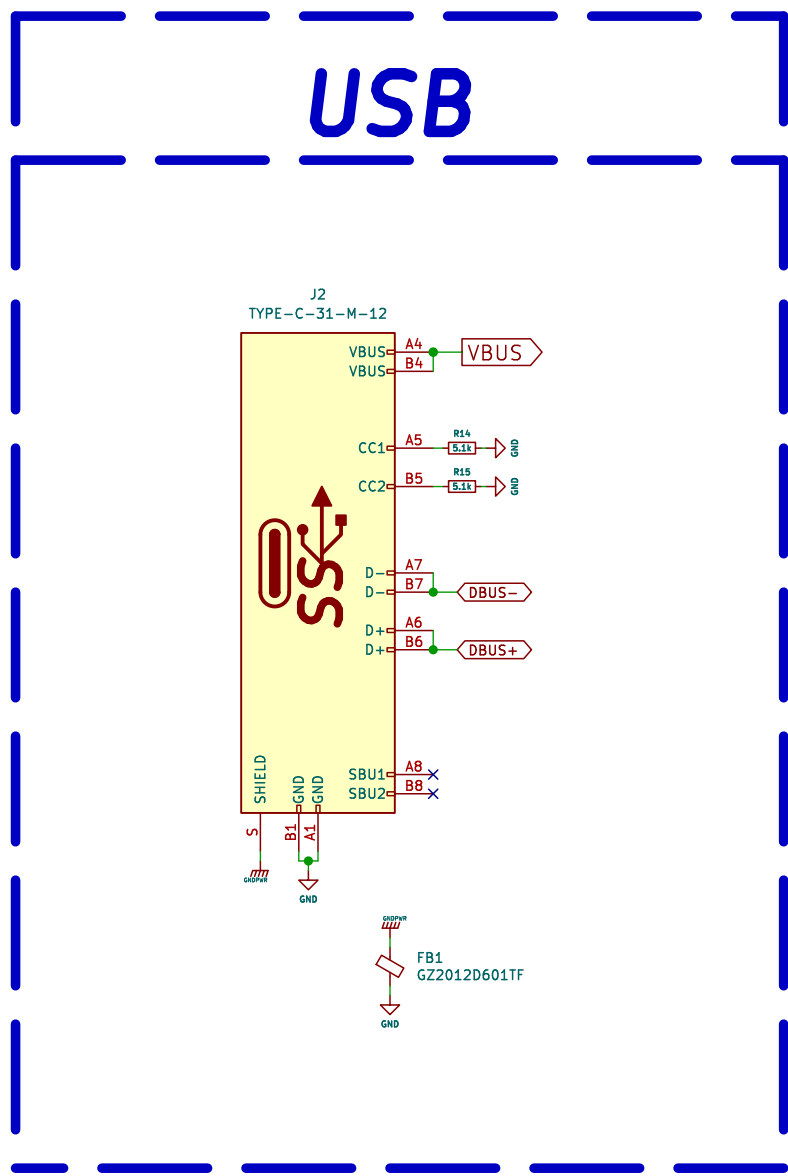 USB
J2
TYPE-C-31-M-12
VBUS A4 VBUS
VBUS B4
CC1 A5 R14 5.1k GND
CC2 B5 R15 5.1k GND
D- A7
D- B7 DBUS-
D+ A6
D+ B6 DBUS+
SS
SBU1 A8
SBU2 B8
SHIELD GND GND
S B1 A1
GNDPWR
GND
GNDPWR
FB1
GZ2012D601TF
GND